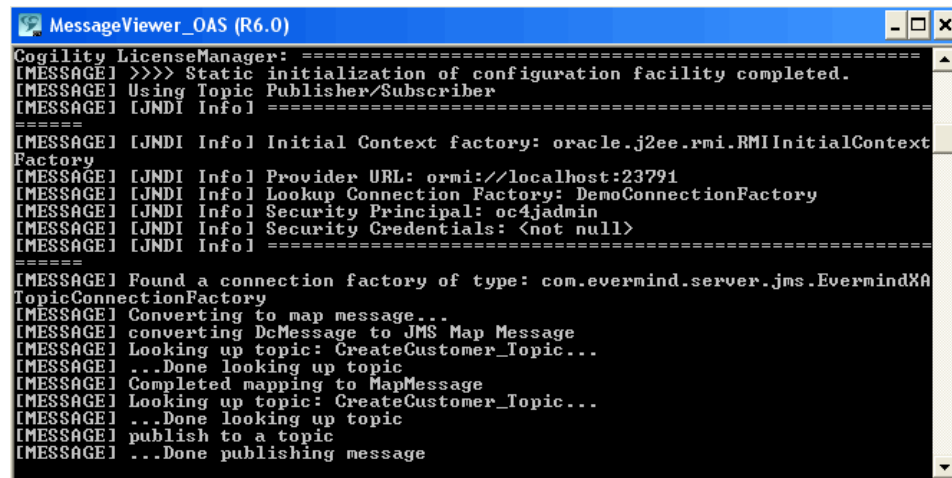 MessageViewer_OAS (R6.0)
Cogility LicenseManager: =====================================================
[MESSAGE] >>>> Static initialization of configuration facility completed.
[MESSAGE] Using Topic Publisher/Subscriber
[MESSAGE] [JNDI Info] =========================================================
======
[MESSAGE] [JNDI Info] Initial Context factory: oracle.j2ee.rmi.RMIInitialContext
Factory
[MESSAGE] [JNDI Info] Provider URL: ormi://localhost:23791
[MESSAGE] [JNDI Info] Lookup Connection Factory: DemoConnectionFactory
[MESSAGE] [JNDI Info] Security Principal: oc4jadmin
[MESSAGE] [JNDI Info] Security Credentials: <not null>
[MESSAGE] [JNDI Info] =========================================================
======
[MESSAGE] Found a connection factory of type: com.evermind.server.jms.EvermindXA
TopicConnectionFactory
[MESSAGE] Converting to map message...
[MESSAGE] converting DcMessage to JMS Map Message
[MESSAGE] Looking up topic: CreateCustomer_Topic...
[MESSAGE] ...Done looking up topic
[MESSAGE] Completed mapping to MapMessage
[MESSAGE] Looking up topic: CreateCustomer_Topic...
[MESSAGE] ...Done looking up topic
[MESSAGE] publish to a topic
[MESSAGE] ...Done publishing message